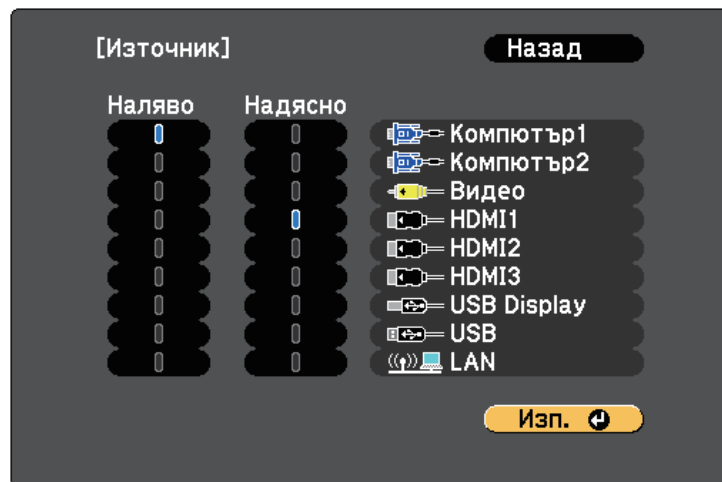 [Източник] Назад
Наляво Надясно
Компютър1
Компютър2
Видео
HDMI1
HDMI2
HDMI3
USB Display
USB
LAN
Изп.